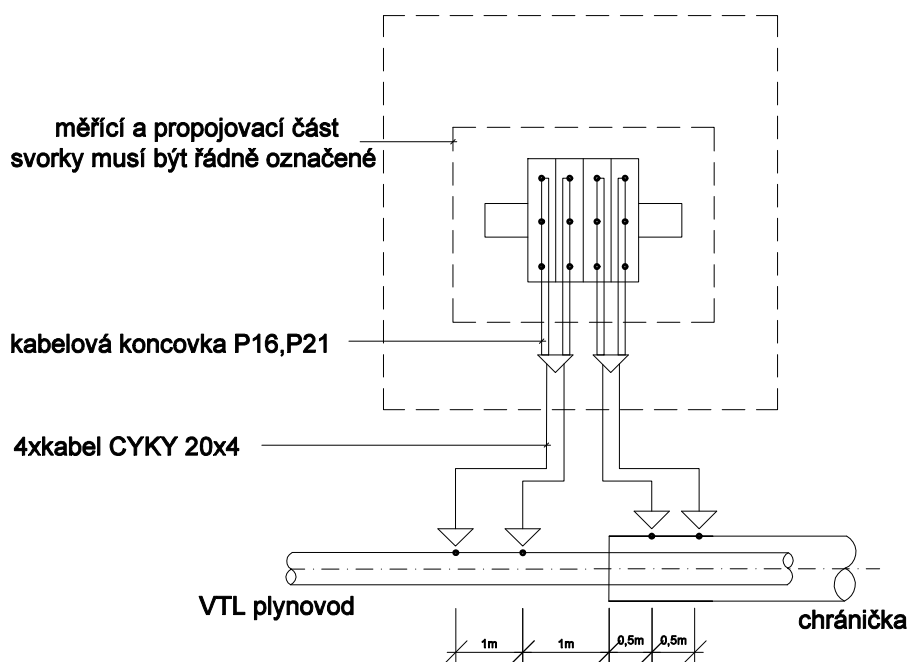 měřící a propojovací část
svorky musí být řádně označené
kabelová koncovka P16,P21
4xkabel CYKY 20x4
VTL plynovod
chránička
1m
1m
0,5m
0,5m